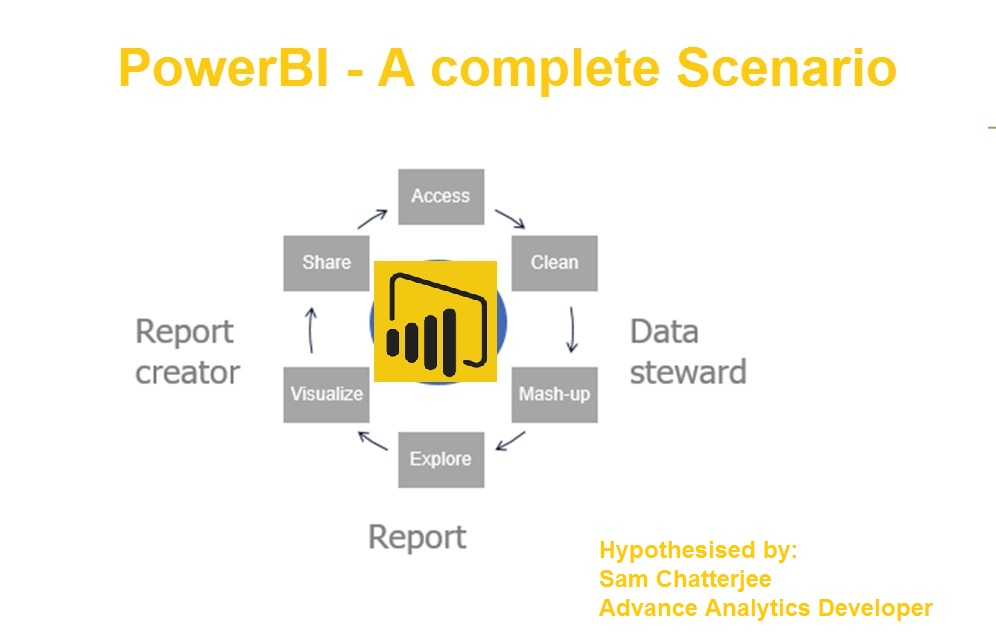 PowerBI - A complete Scenario
Access
Share
Clean
Report
creator
Data
steward
Visualize
Mash-up
Explore
Report
Hypothesised by:
Sam Chatterjee
Advance Analytics Developer